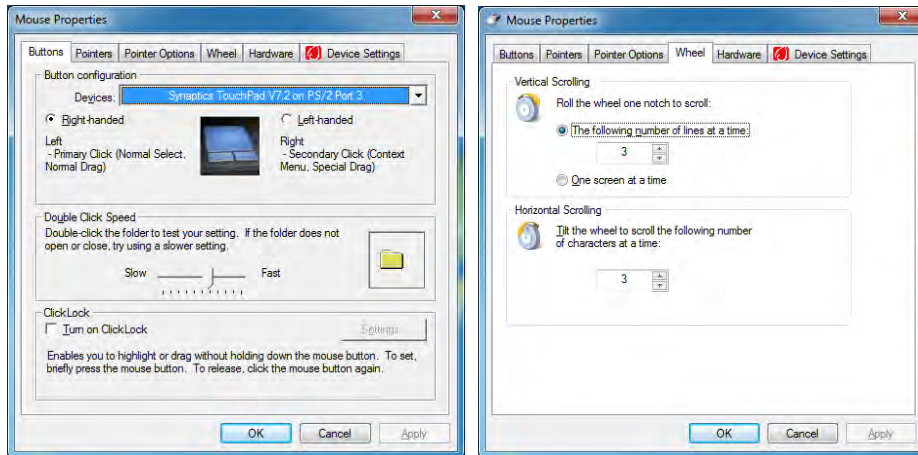 Mouse Properties
Buttons Pointers Pointer Options Wheel Hardware Device Settings
Button configuration
Devices: Synaptics TouchPad V7.2 on PS/2 Port 3
Right-handed
Left-handed
Left
- Primary Click (Normal Select, Normal Drag)
Right
- Secondary Click (Context Menu, Special Drag)
Double Click Speed
Double-click the folder to test your setting. If the folder does not
open or close, try using a slower setting.
Slow Fast
ClickLock
Turn on ClickLock
Settings...
Enables you to highlight or drag without holding down the mouse button. To set,
briefly press the mouse button. To release, click the mouse button again.
OK Cancel Apply
Mouse Properties
Buttons Pointers Pointer Options Wheel Hardware Device Settings
Vertical Scrolling
Roll the wheel one notch to scroll:
The following number of lines at a time:
3
One screen at a time
Horizontal Scrolling
Tilt the wheel to scroll the following number
of characters at a time:
3
OK Cancel Apply